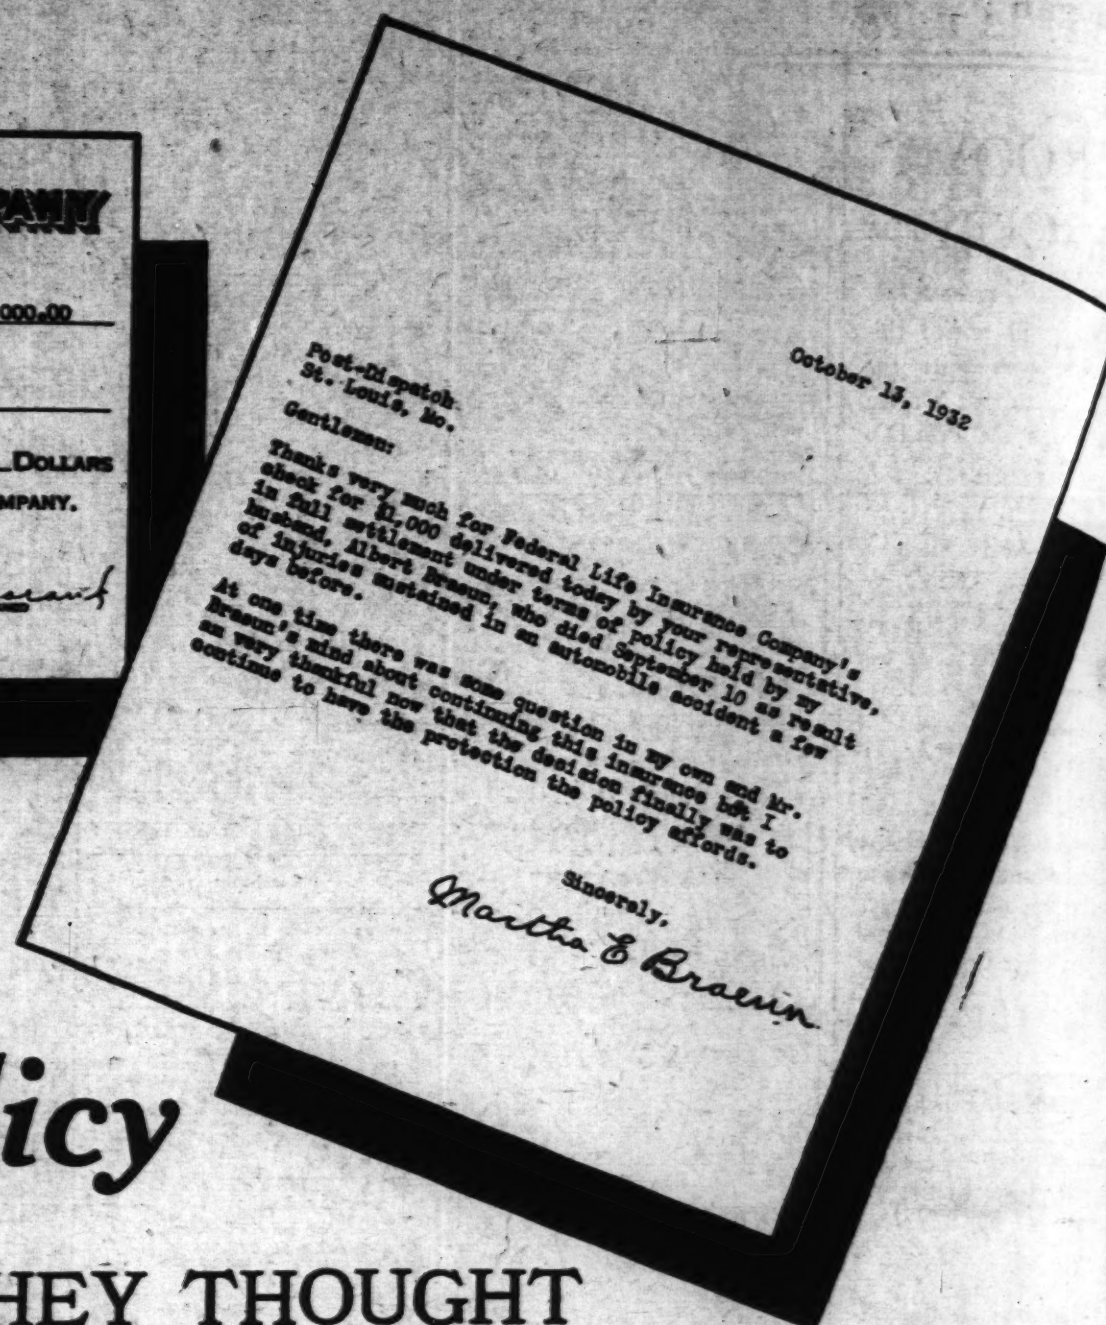 PANY
000.00
DOLLARS
MPANY.
October 13, 1932
Post-Dispatch
St. Louis, Mo.
Gentlemen:
Thanks very much for Federal Life Insurance Company's
check for $1,000 delivered today by your representative,
in full settlement under terms of policy held by my
husband, Albert Braeun, who died September 10 as result
of injuries sustained in an automobile accident a few
days before.
At one time there was some question in my own and Mr.
Braeun's mind about continuing this insurance but I
am very thankful now that the decision finally was to
continue to have the protection the policy affords.
Sincerely,
Martha E Braeun
licy
HEY THOUGHT